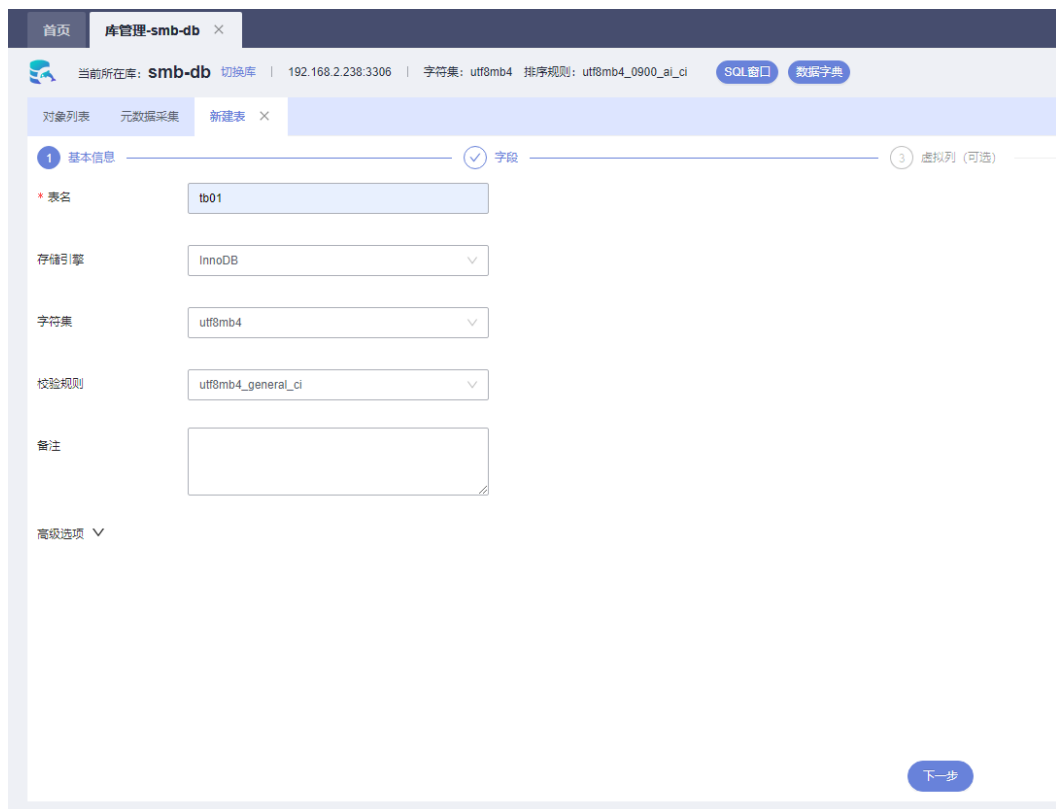 首页 库管理-smb-db
当前所在库: smb-db 切换库 | 192.168.2.238:3306 | 字符集: utf8mb4 排序规则: utf8mb4_0900_ai_ci SQL窗口 数据字典
对象列表 元数据采集 新建表
1 基本信息 字段 3 虚拟列 (可选)
* 表名 tb01
存储引擎 InnoDB
字符集 utf8mb4
校验规则 utf8mb4_general_ci
备注
高级选项
下一步